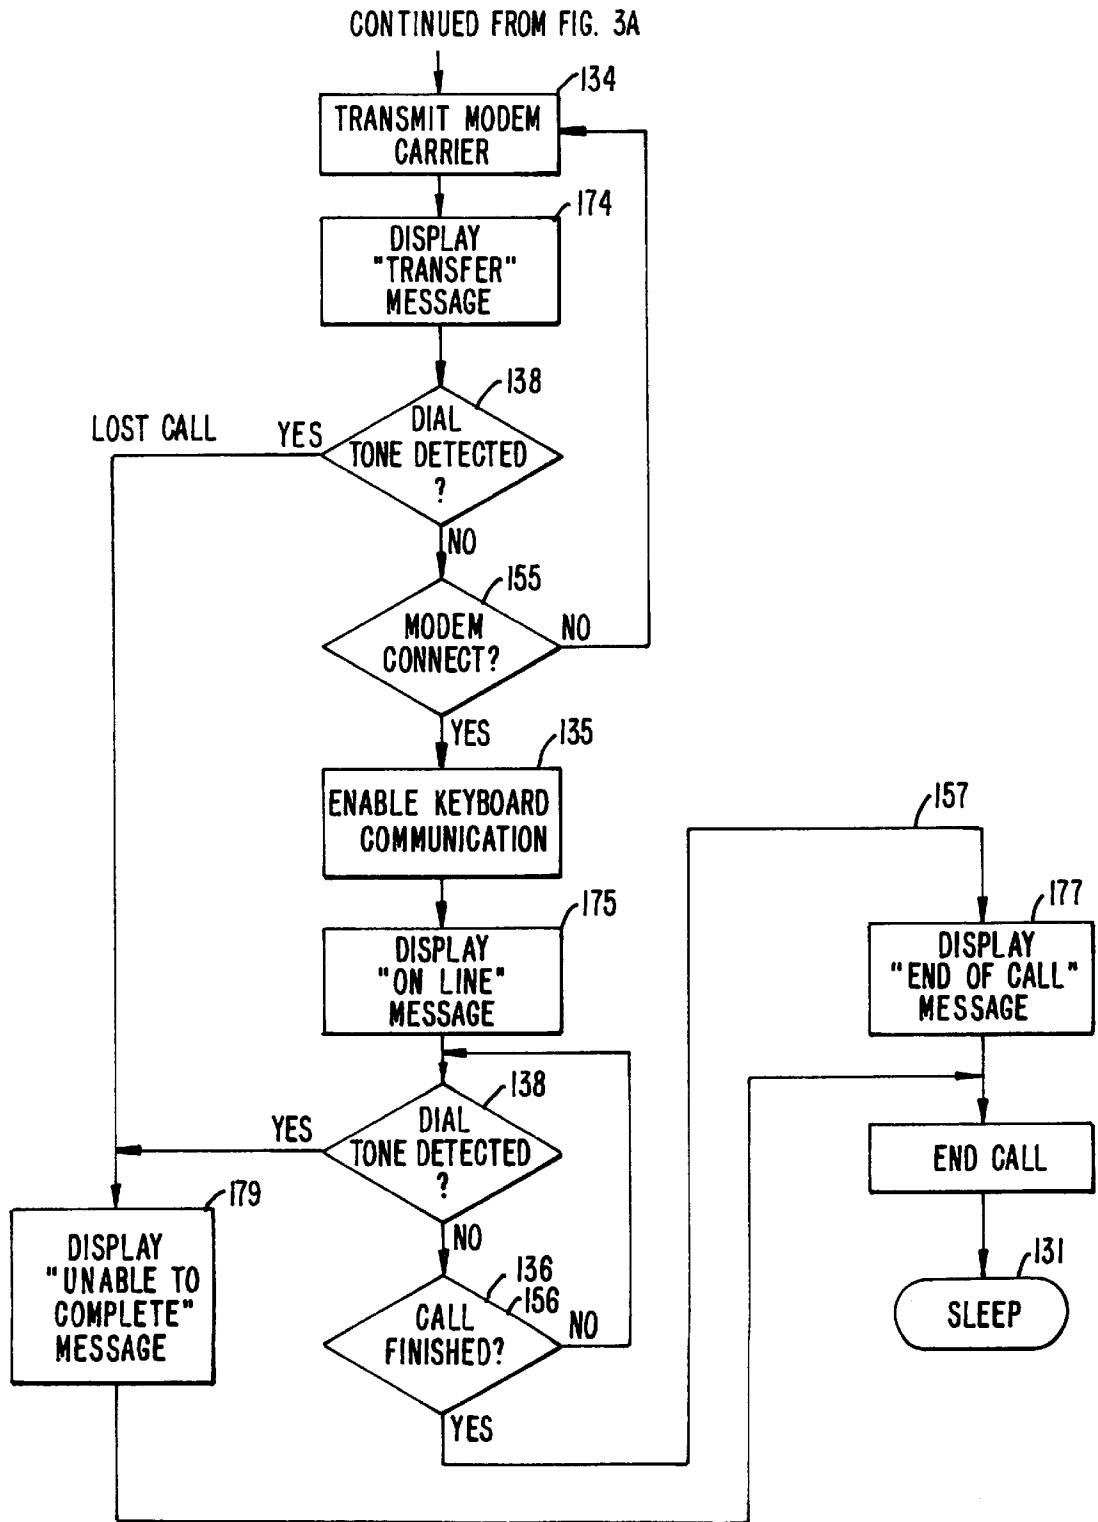 CONTINUED FROM FIG. 3A
134
TRANSMIT MODEM
CARRIER
174
DISPLAY
"TRANSFER"
MESSAGE
138
LOST CALL
YES
DIAL
TONE DETECTED
?
NO
155
MODEM
CONNECT?
NO
YES
135
ENABLE KEYBOARD
COMMUNICATION
157
175
DISPLAY
"ON LINE"
MESSAGE
177
DISPLAY
"END OF CALL"
MESSAGE
138
YES
DIAL
TONE DETECTED
?
END CALL
179
DISPLAY
"UNABLE TO
COMPLETE"
MESSAGE
NO
136
156
CALL
FINISHED?
NO
YES
131
SLEEP